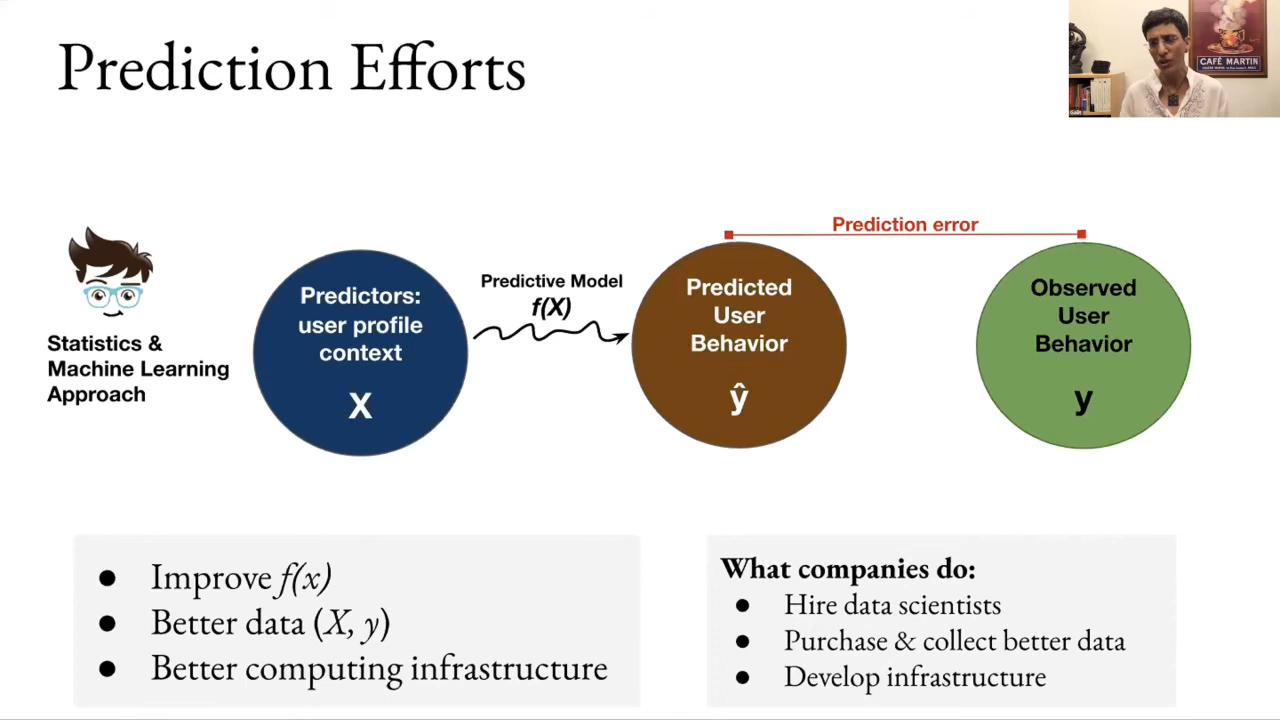 Prediction Efforts
CAFÉ MARTIN
Galit
Prediction error
Statistics &
Machine Learning
Approach
Predictors:
user profile
context
X
Predictive Model
f(X)
Predicted
User
Behavior
ŷ
Observed
User
Behavior
y
● Improve f(x)
● Better data (X, y)
● Better computing infrastructure
What companies do:
● Hire data scientists
● Purchase & collect better data
● Develop infrastructure